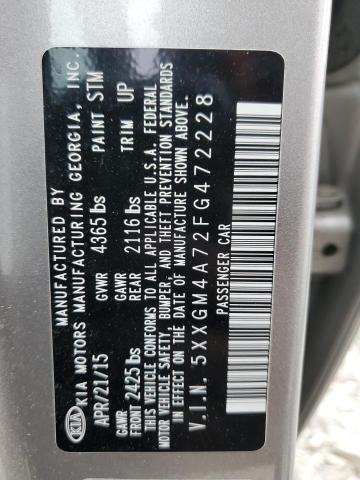 MANUFACTURED BY
KIA KIA MOTORS MANUFACTURING GEORGIA, INC.
APR/21/15 GVWR 4365 lbs PAINT STM
GAWR FRONT 2425 lbs GAWR REAR 2116 lbs TRIM UP
THIS VEHICLE CONFORMS TO ALL APPLICABLE U.S.A. FEDERAL
MOTOR VEHICLE SAFETY, BUMPER, AND THEFT PREVENTION STANDARDS
IN EFFECT ON THE DATE OF MANUFACTURE SHOWN ABOVE.
V.I.N. 5XXGM4A72FG472228
PASSENGER CAR